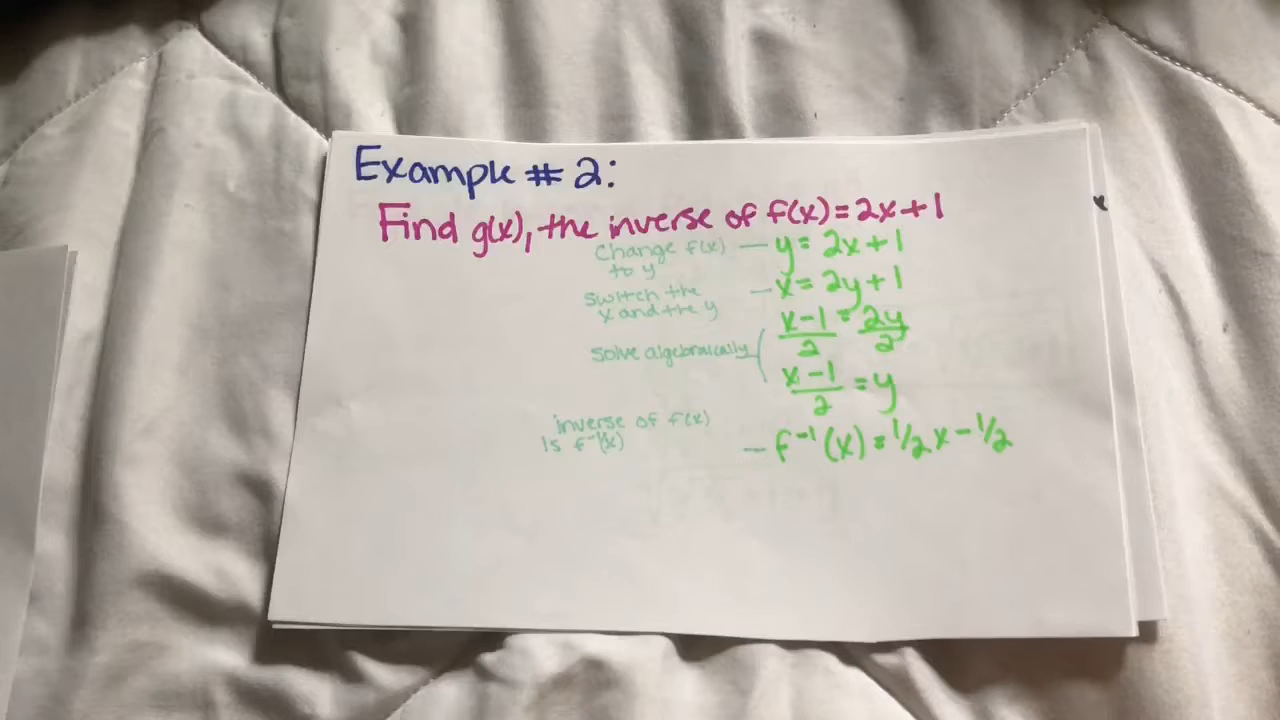 Example # 2:
Find g(x), the inverse of f(x)=2x+1
Change f(x) — y = 2x+1
to y
switch the — x = 2y+1
x and the y
x-1/2 = 2y/2
solve algebraically
x-1/2 = y
inverse of f(x)
is f⁻¹(x) — f⁻¹(x) = 1/2x - 1/2